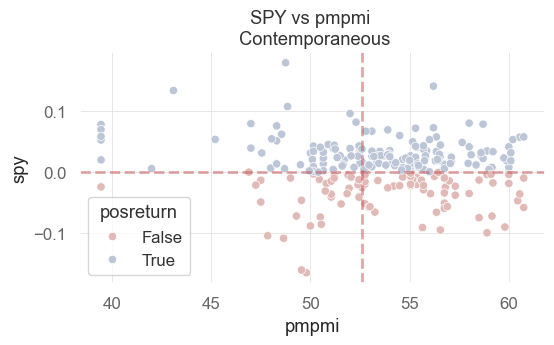 SPY vs pmpmi
Contemporaneous
spy
0.1
0.0
−0.1
posreturn
False
True
40
45
50
55
60
pmpmi